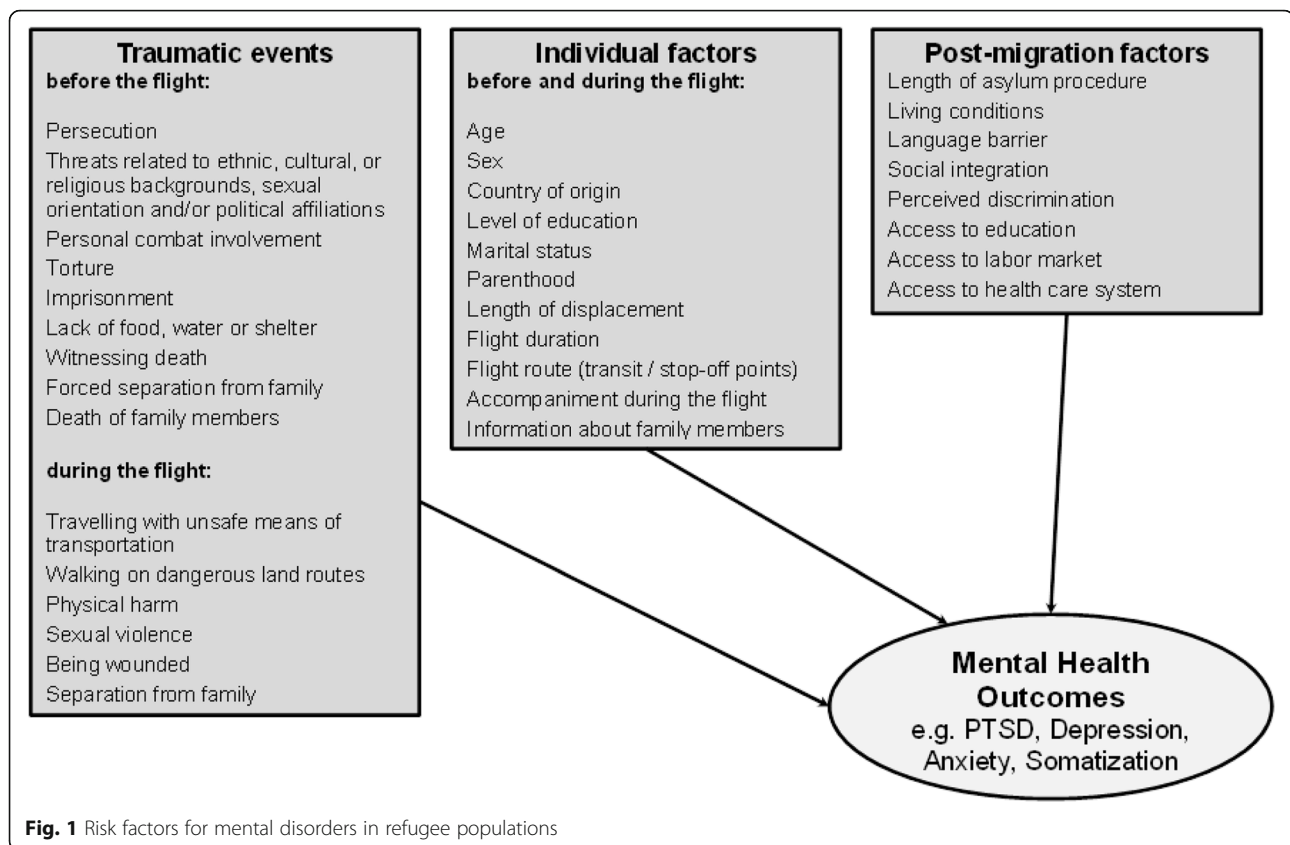 Traumatic events
before the flight:
Persecution
Threats related to ethnic, cultural, or
religious backgrounds, sexual
orientation and/or political affiliations
Personal combat involvement
Torture
Imprisonment
Lack of food, water or shelter
Witnessing death
Forced separation from family
Death of family members
during the flight:
Travelling with unsafe means of
transportation
Walking on dangerous land routes
Physical harm
Sexual violence
Being wounded
Separation from family
Individual factors
before and during the flight:
Age
Sex
Country of origin
Level of education
Marital status
Parenthood
Length of displacement
Flight duration
Flight route (transit / stop-off points)
Accompaniment during the flight
Information about family members
Post-migration factors
Length of asylum procedure
Living conditions
Language barrier
Social integration
Perceived discrimination
Access to education
Access to labor market
Access to health care system
Mental Health
Outcomes
e.g. PTSD, Depression,
Anxiety, Somatization
Fig. 1 Risk factors for mental disorders in refugee populations